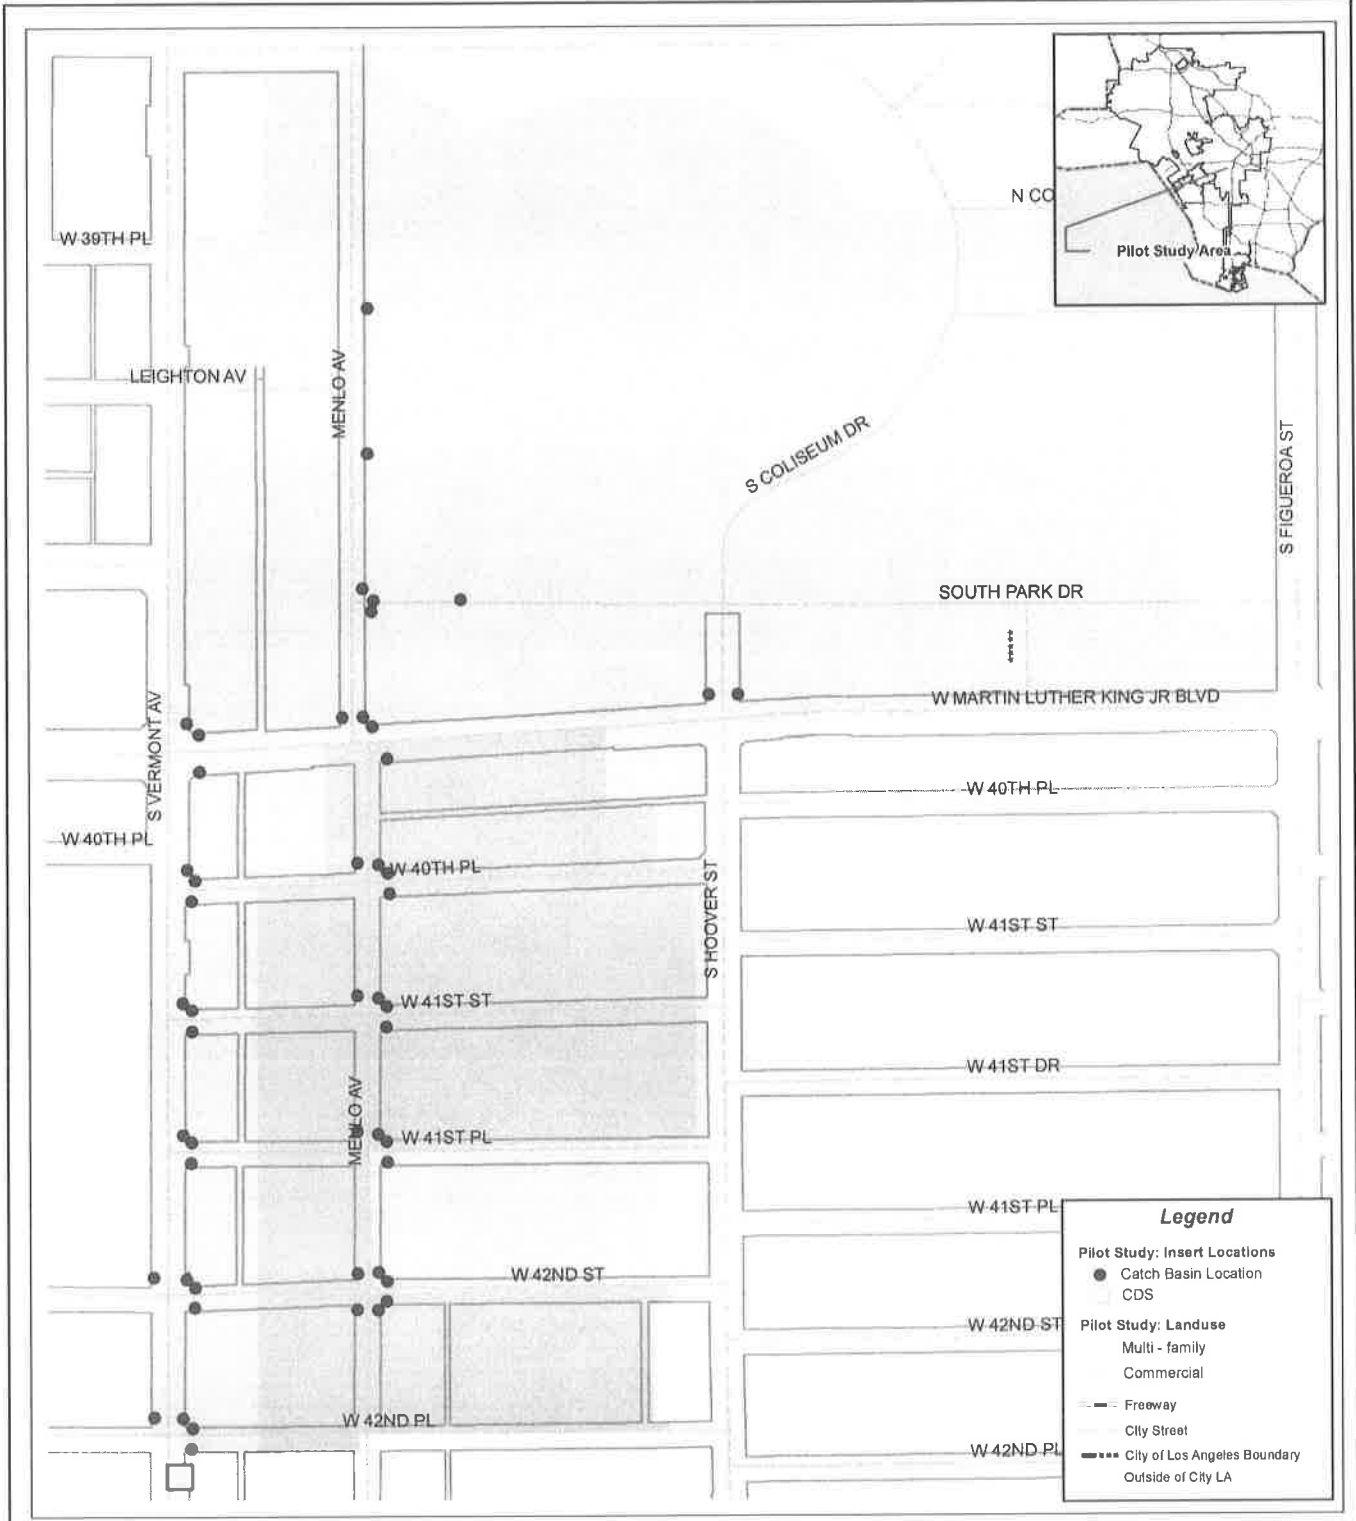 N CO
W 39TH PL
Pilot Study Area
LEIGHTON AV
MENLO AV
S COLISEUM DR
S FIGUEROA ST
SOUTH PARK DR
W MARTIN LUTHER KING JR BLVD
S VERMONT AV
W 40TH PL
W 40TH PL
W 40TH PL
S HOOVER ST
W 41ST ST
W 41ST ST
W 41ST DR
MENLO AV
W 41ST PL
W 41ST PL
W 42ND ST
W 42ND ST
W 42ND PL
W 42ND PL
Legend
Pilot Study: Insert Locations
Catch Basin Location
CDS
Pilot Study: Landuse
Multi - family
Commercial
Freeway
City Street
City of Los Angeles Boundary
Outside of City LA